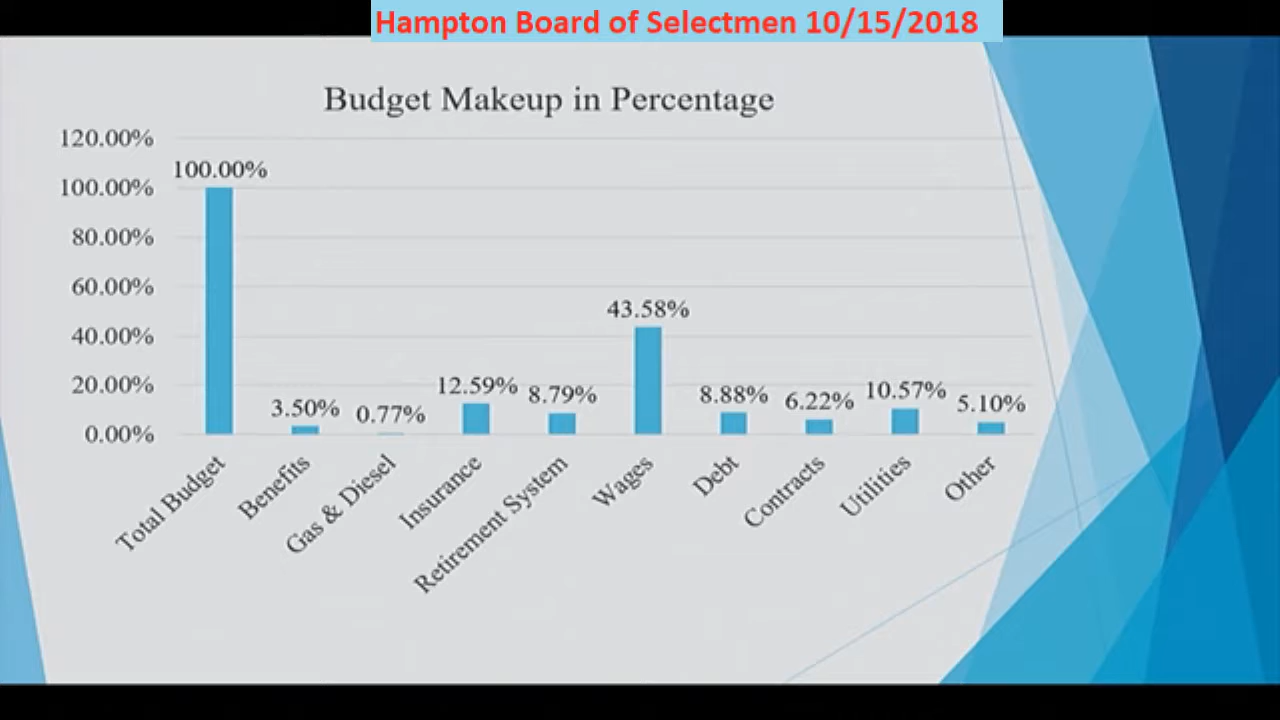 Hampton Board of Selectmen 10/15/2018
Budget Makeup in Percentage
120.00%
100.00%
80.00%
60.00%
40.00%
20.00%
0.00%
100.00%
3.50%
0.77%
12.59%
8.79%
43.58%
8.88%
6.22%
10.57%
5.10%
Total Budget
Benefits
Gas & Diesel
Insurance
Retirement System
Wages
Debt
Contracts
Utilities
Other